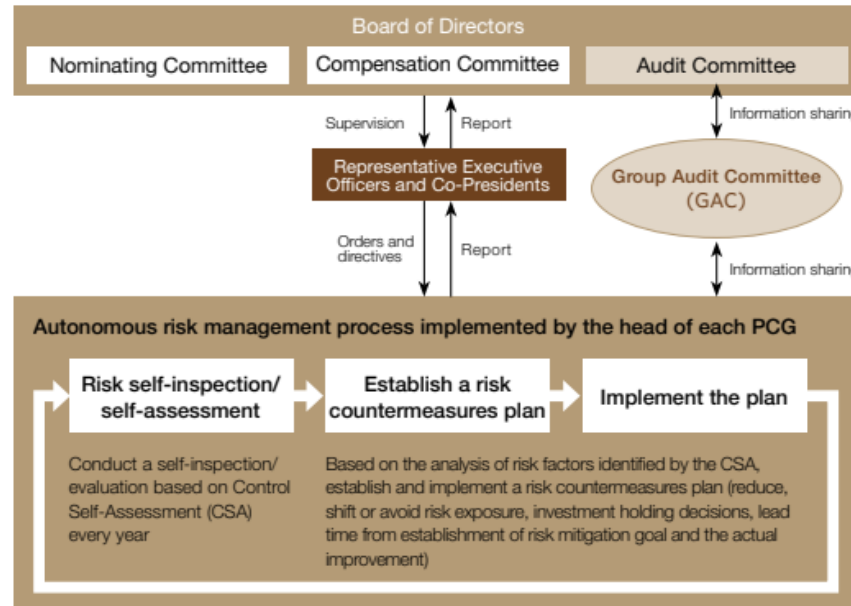 Board of Directors
Nominating Committee
Compensation Committee
Audit Committee
Supervision
Report
Information sharing
Representative Executive
Officers and Co-Presidents
Group Audit Committee
(GAC)
Orders and
directives
Report
Information sharing
Autonomous risk management process implemented by the head of each PCG
Risk self-inspection/
self-assessment
Establish a risk
countermeasures plan
Implement the plan
Conduct a self-inspection/
evaluation based on Control
Self-Assessment (CSA)
every year
Based on the analysis of risk factors identified by the CSA,
establish and implement a risk countermeasures plan (reduce,
shift or avoid risk exposure, investment holding decisions, lead
time from establishment of risk mitigation goal and the actual
improvement)